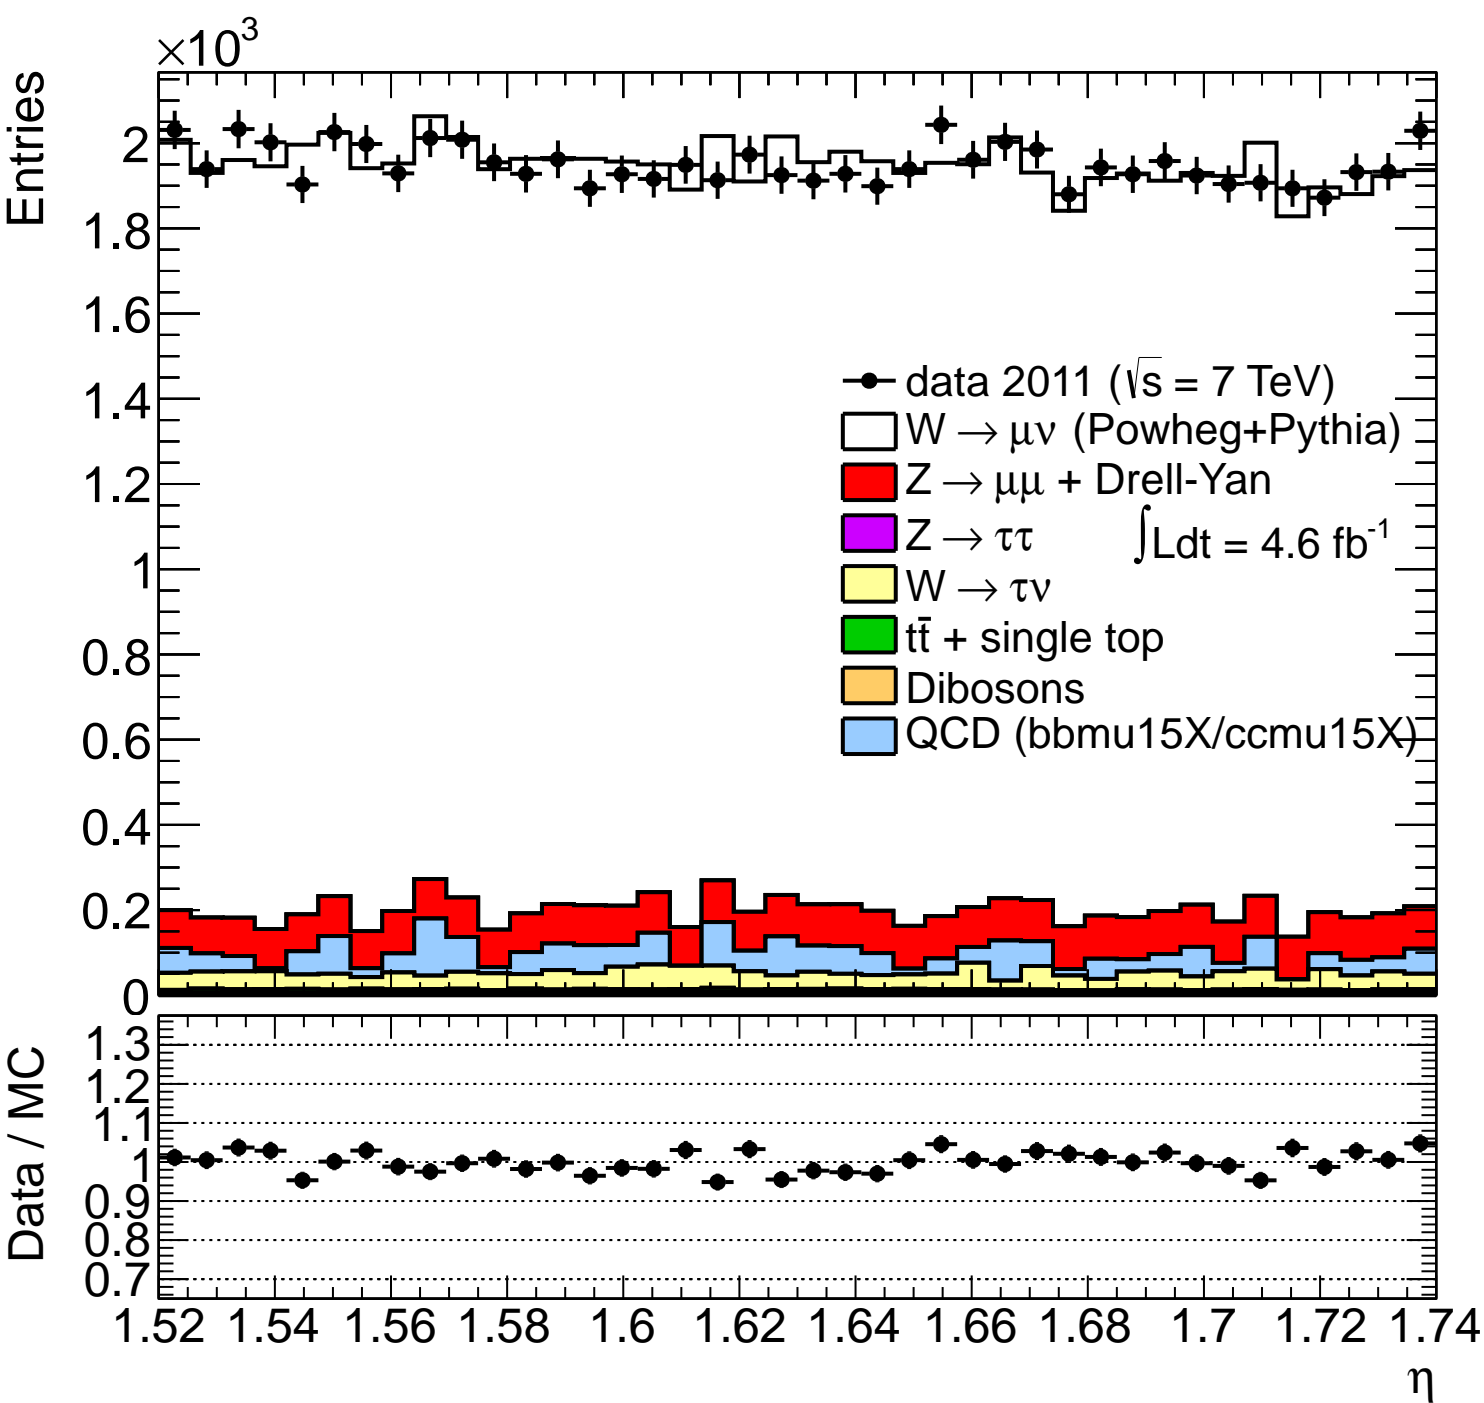 ×10³
Entries
2
1.8
1.6
1.4
1.2
1
0.8
0.6
0.4
0.2
0
data 2011 (√s = 7 TeV)
W → μν (Powheg+Pythia)
Z → μμ + Drell-Yan
Z → ττ
∫Ldt = 4.6 fb⁻¹
W → τν
tt̄ + single top
Dibosons
QCD (bbmu15X/ccmu15X)
Data / MC
1.3
1.2
1.1
1
0.9
0.8
0.7
1.52 1.54 1.56 1.58 1.6 1.62 1.64 1.66 1.68 1.7 1.72 1.74
η